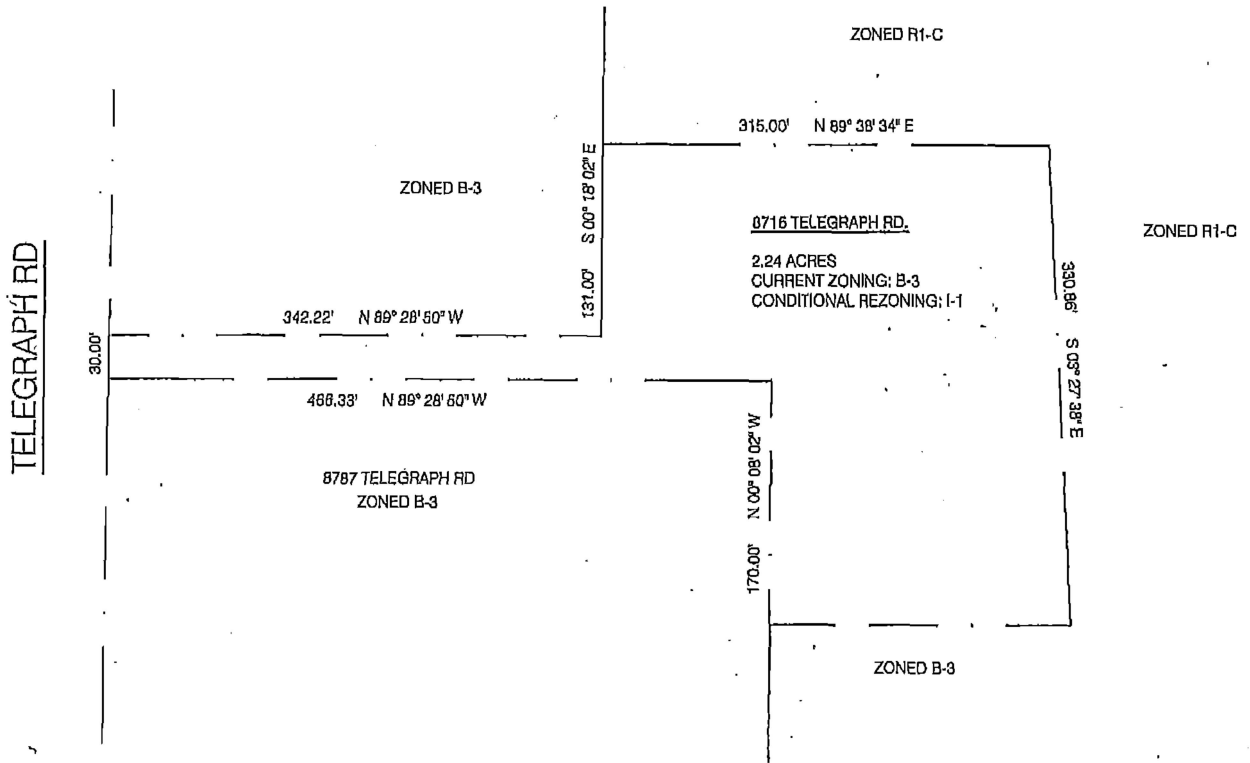 ZONED R1-C
315.00' N 89° 38' 34" E
ZONED B-3
131.00' S 00° 18' 02" E
8716 TELEGRAPH RD.
2.24 ACRES
CURRENT ZONING: B-3
CONDITIONAL REZONING: I-1
ZONED R1-C
TELEGRAPH RD
30.00'
342.22' N 89° 28' 50" W
330.86' S 03° 27' 38" E
466.33' N 89° 28' 50" W
8787 TELEGRAPH RD
ZONED B-3
170.00' N 00° 08' 02" W
ZONED B-3